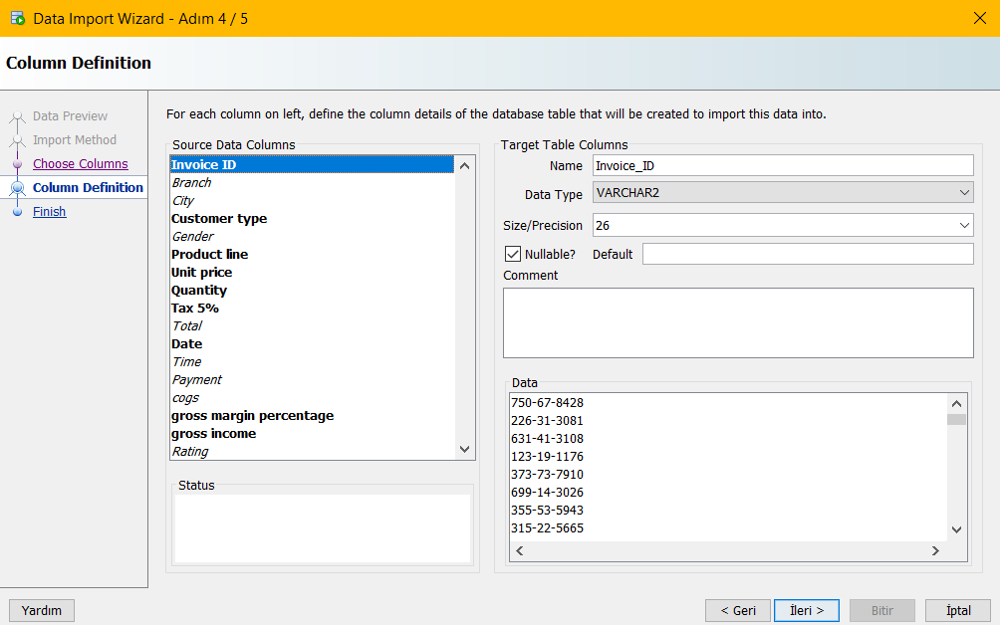 Data Import Wizard - Adım 4 / 5
Column Definition
Data Preview
Import Method
Choose Columns
Column Definition
Finish
For each column on left, define the column details of the database table that will be created to import this data into.
Source Data Columns
Invoice ID
Branch
City
Customer type
Gender
Product line
Unit price
Quantity
Tax 5%
Total
Date
Time
Payment
cogs
gross margin percentage
gross income
Rating
Status
Target Table Columns
Name Invoice_ID
Data Type VARCHAR2
Size/Precision 26
Nullable? Default
Comment
Data
750-67-8428
226-31-3081
631-41-3108
123-19-1176
373-73-7910
699-14-3026
355-53-5943
315-22-5665
Yardım < Geri İleri > Bitir İptal